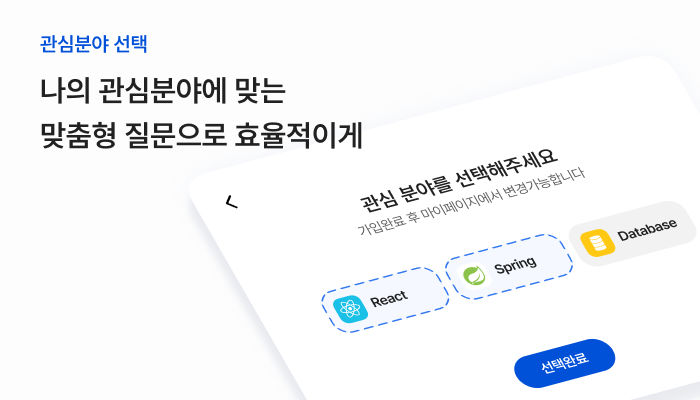 관심분야 선택
나의 관심분야에 맞는
맞춤형 질문으로 효율적이게
관심 분야를 선택해주세요
가입완료 후 마이페이지에서 변경가능합니다
React
Spring
Database
선택완료